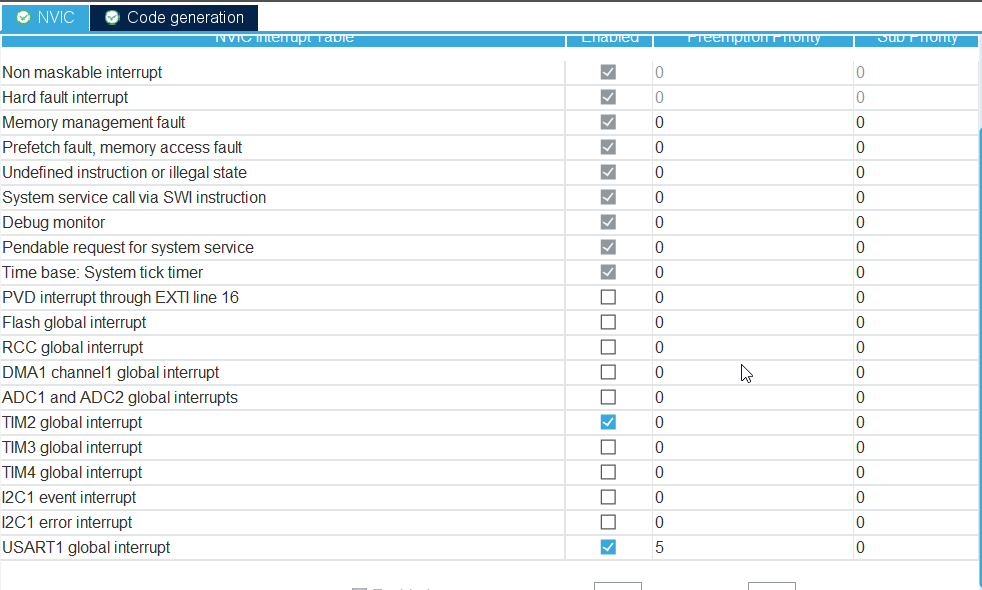 NVIC Code generation
NVIC Interrupt Table Enabled Preemption Priority Sub Priority
Non maskable interrupt 0 0
Hard fault interrupt 0 0
Memory management fault 0 0
Prefetch fault, memory access fault 0 0
Undefined instruction or illegal state 0 0
System service call via SWI instruction 0 0
Debug monitor 0 0
Pendable request for system service 0 0
Time base: System tick timer 0 0
PVD interrupt through EXTI line 16 0 0
Flash global interrupt 0 0
RCC global interrupt 0 0
DMA1 channel1 global interrupt 0 0
ADC1 and ADC2 global interrupts 0 0
TIM2 global interrupt 0 0
TIM3 global interrupt 0 0
TIM4 global interrupt 0 0
I2C1 event interrupt 0 0
I2C1 error interrupt 0 0
USART1 global interrupt 5 0